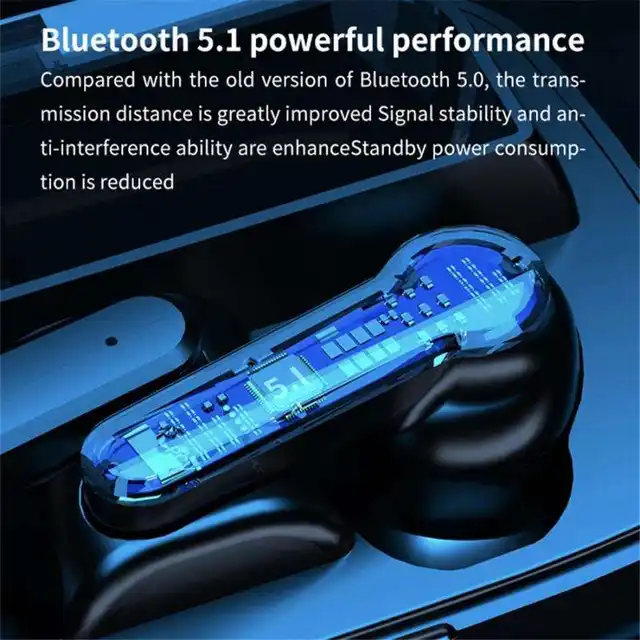 Bluetooth 5.1 powerful performance
Compared with the old version of Bluetooth 5.0, the trans-
mission distance is greatly improved Signal stability and an-
ti-interference ability are enhanceStandby power consump-
tion is reduced
5.1